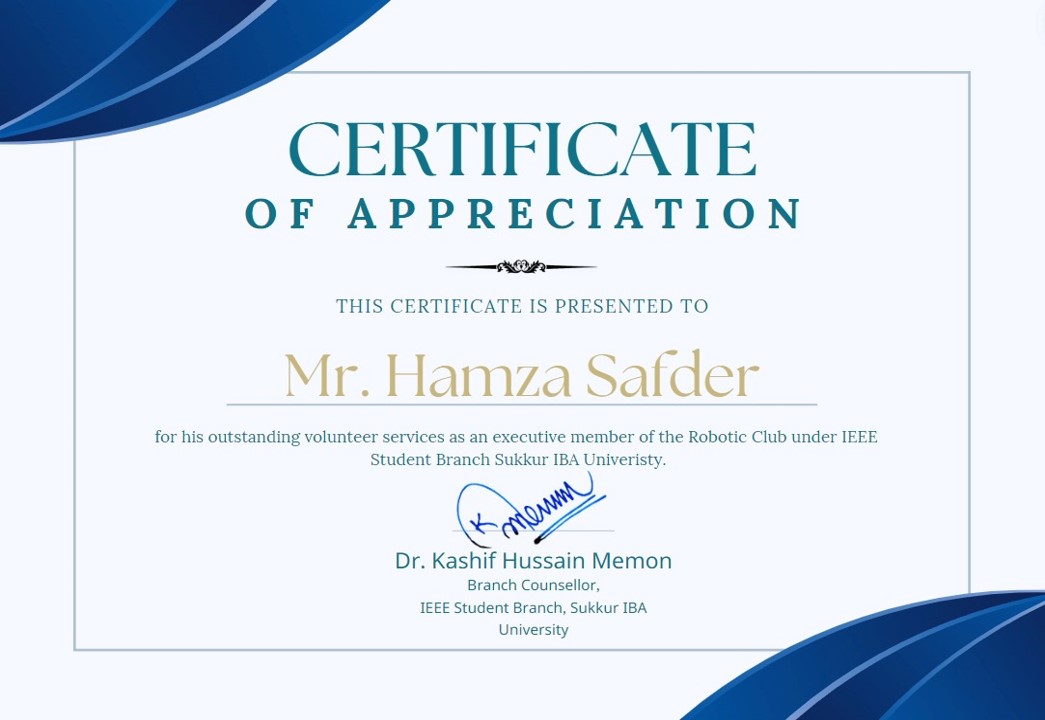 CERTIFICATE
OF APPRECIATION
THIS CERTIFICATE IS PRESENTED TO
Mr. Hamza Safder
for his outstanding volunteer services as an executive member of the Robotic Club under IEEE
Student Branch Sukkur IBA Univeristy.
K Memon
Dr. Kashif Hussain Memon
Branch Counsellor,
IEEE Student Branch, Sukkur IBA
University